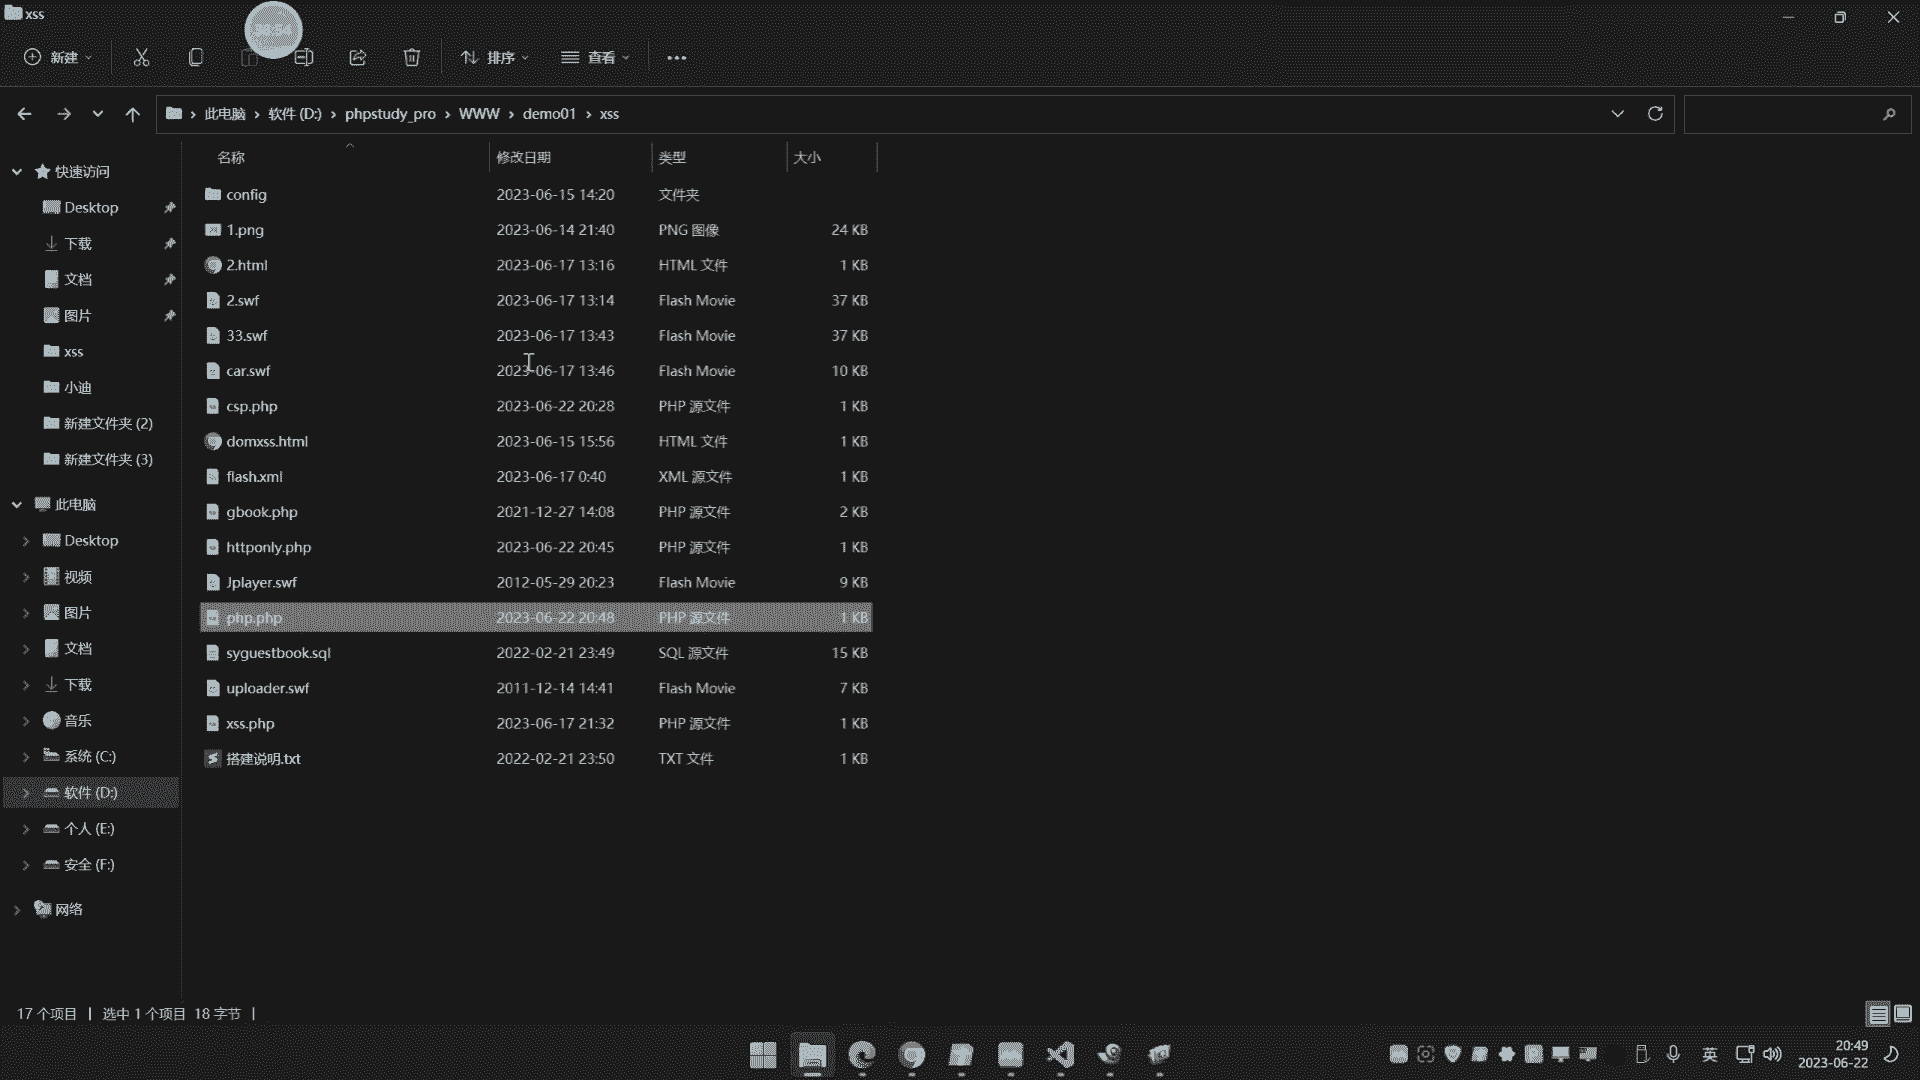 xss
新建
排序
查看
此电脑 › 软件 (D:) › phpstudy_pro › WWW › demo01 › xss
名称 修改日期 类型 大小
快速访问
Desktop
下载
文档
图片
xss
小迪
新建文件夹 (2)
新建文件夹 (3)
此电脑
Desktop
视频
图片
文档
下载
音乐
系统 (C:)
软件 (D:)
个人 (E:)
安全 (F:)
网络
config 2023-06-15 14:20 文件夹
1.png 2023-06-14 21:40 PNG 图像 24 KB
2.html 2023-06-17 13:16 HTML 文件 1 KB
2.swf 2023-06-17 13:14 Flash Movie 37 KB
33.swf 2023-06-17 13:43 Flash Movie 37 KB
car.swf 2023-06-17 13:46 Flash Movie 10 KB
csp.php 2023-06-22 20:28 PHP 源文件 1 KB
domxss.html 2023-06-15 15:56 HTML 文件 1 KB
flash.xml 2023-06-17 0:40 XML 源文件 1 KB
gbook.php 2021-12-27 14:08 PHP 源文件 2 KB
httponly.php 2023-06-22 20:45 PHP 源文件 1 KB
Jplayer.swf 2012-05-29 20:23 Flash Movie 9 KB
php.php 2023-06-22 20:48 PHP 源文件 1 KB
syguestbook.sql 2022-02-21 23:49 SQL 源文件 15 KB
uploader.swf 2011-12-14 14:41 Flash Movie 7 KB
xss.php 2023-06-17 21:32 PHP 源文件 1 KB
搭建说明.txt 2022-02-21 23:50 TXT 文件 1 KB
17 个项目 | 选中 1 个项目 18 字节 |
英
20:49
2023-06-22